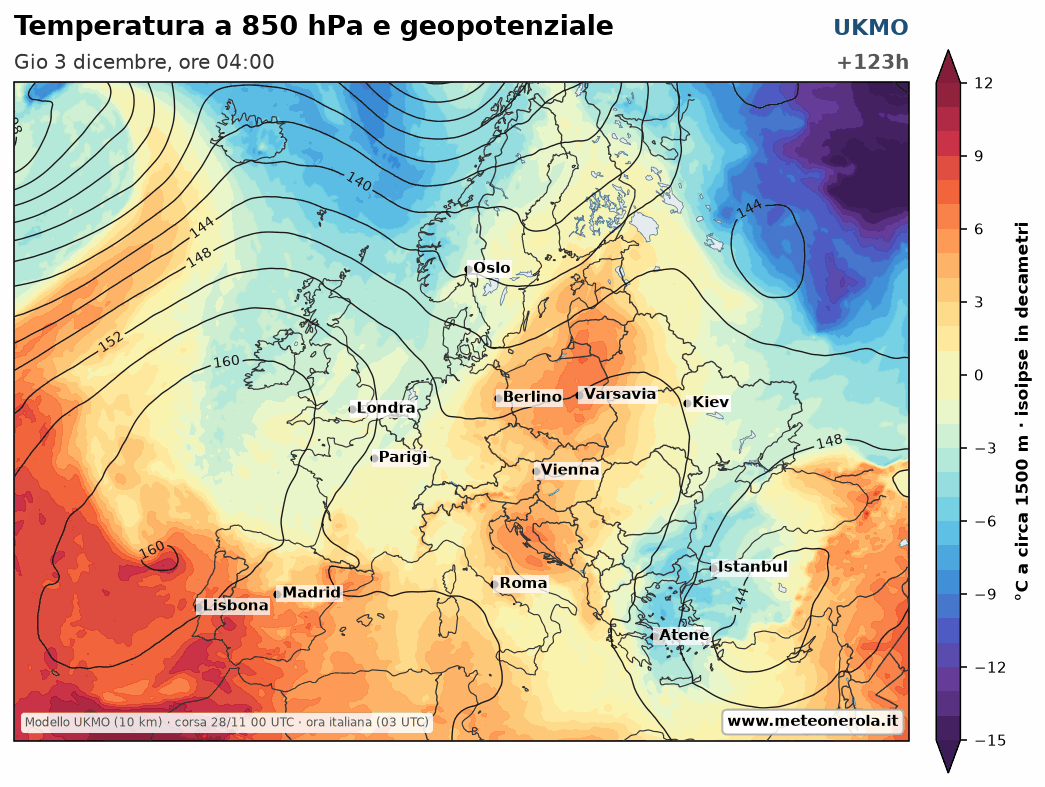 Temperatura a 850 hPa e geopotenziale
UKMO
Gio 3 dicembre, ore 04:00
+123h
12
9
6
3
0
−3
−6
−9
−12
−15
°C a circa 1500 m · isoipse in decametri
140
144
144
148
152
Oslo
160
Berlino
Varsavia
Kiev
Londra
148
Parigi
Vienna
160
Istanbul
Roma
Madrid
144
Lisbona
Atene
Modello UKMO (10 km) · corsa 28/11 00 UTC · ora italiana (03 UTC)
www.meteonerola.it